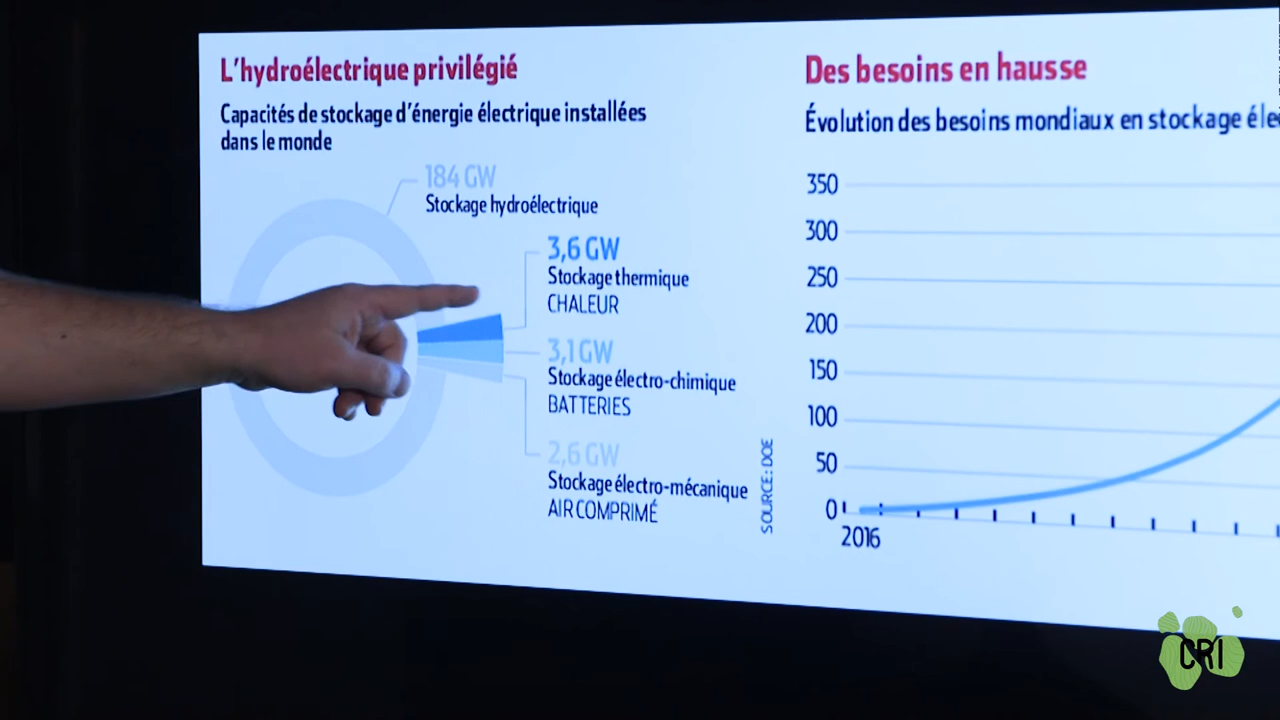 L'hydroélectrique privilégié
Capacités de stockage d'énergie électrique installées
dans le monde
184 GW
Stockage hydroélectrique
3,6 GW
Stockage thermique
CHALEUR
3,1 GW
Stockage électro-chimique
BATTERIES
2,6 GW
Stockage électro-mécanique
AIR COMPRIMÉ
SOURCE: DOE
Des besoins en hausse
Évolution des besoins mondiaux en stockage
350
300
250
200
150
100
50
0
2016
CRI